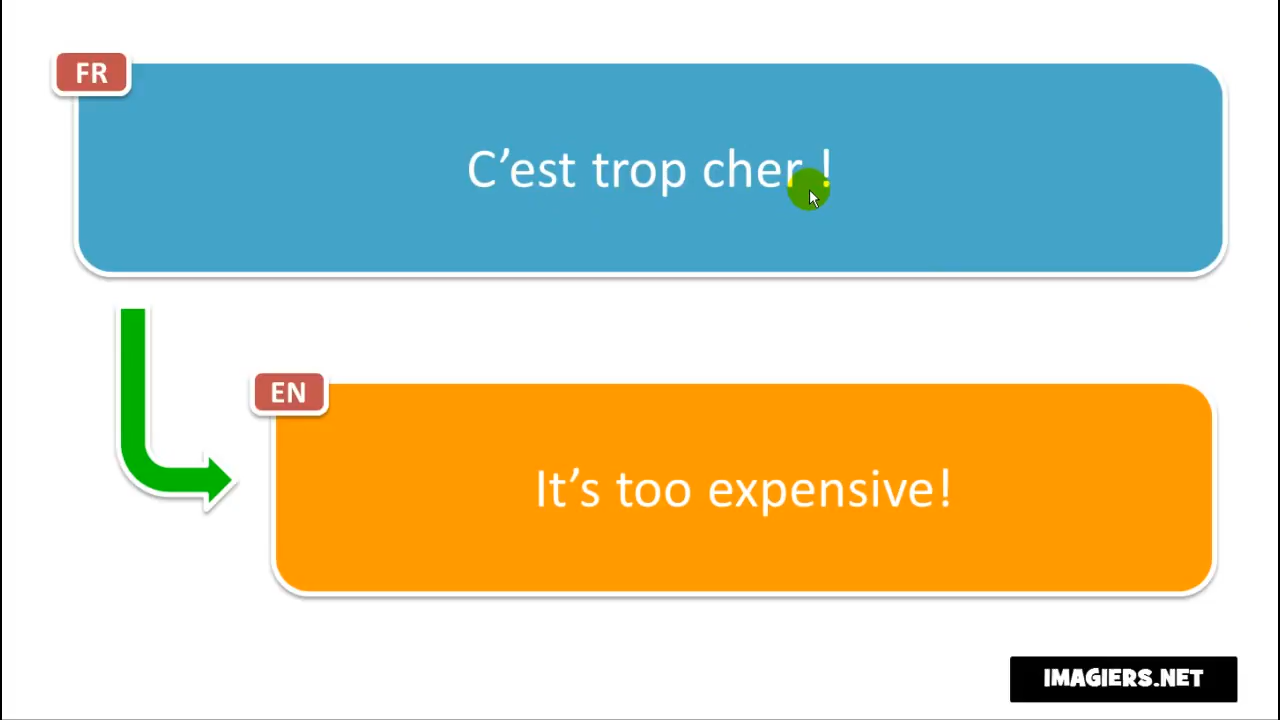 FR
C’est trop cher !
EN
It’s too expensive!
IMAGIERS.NET